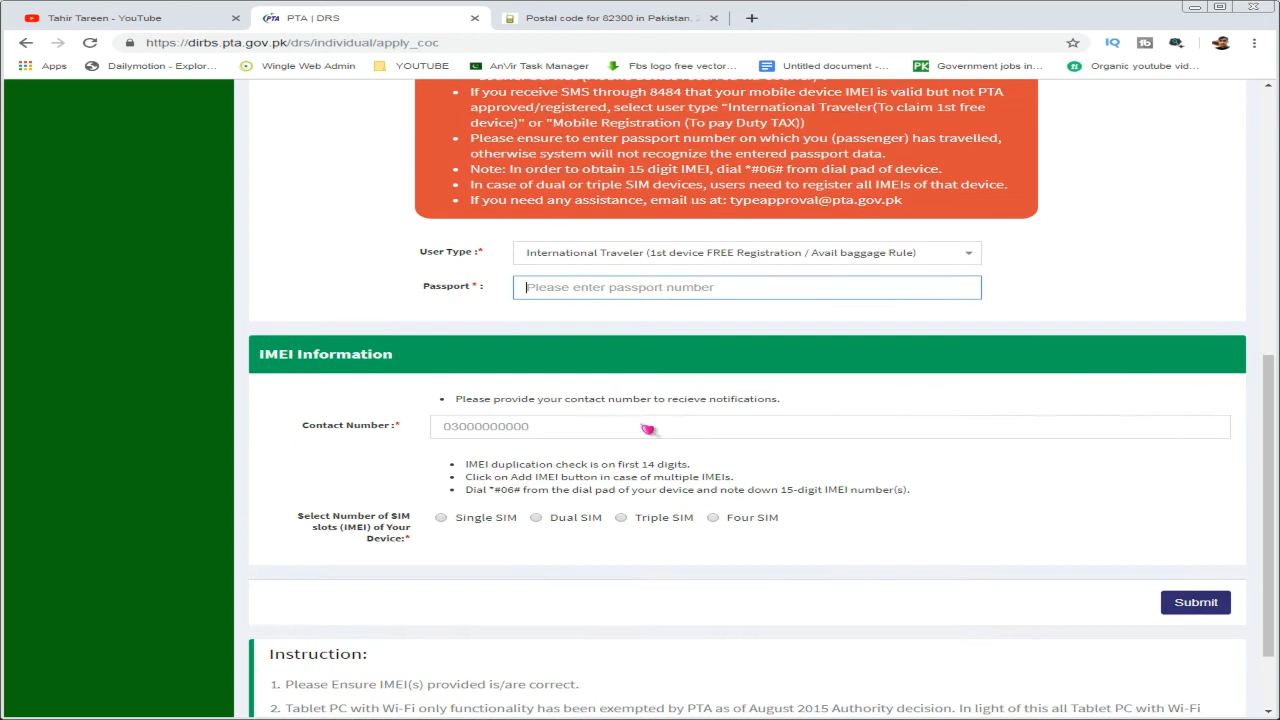 Tahir Tareen - YouTube
PTA | DRS
Postal code for 82300 in Pakistan,
https://dirbs.pta.gov.pk/drs/individual/apply_coc
Apps
Dailymotion - Explor...
Wingle Web Admin
YOUTUBE
AnVir Task Manager
Fbs logo free vector...
Untitled document -...
Government jobs in...
Organic youtube vid...
If you receive SMS through 8484 that your mobile device IMEI is valid but not PTA
approved/registered, select user type "International Traveler(To claim 1st free
device)" or "Mobile Registration (To pay Duty TAX))
Please ensure to enter passport number on which you (passenger) has travelled,
otherwise system will not recognize the entered passport data.
Note: In order to obtain 15 digit IMEI, dial *#06# from dial pad of device.
In case of dual or triple SIM devices, users need to register all IMEIs of that device.
If you need any assistance, email us at: typeapproval@pta.gov.pk
User Type :* International Traveler (1st device FREE Registration / Avail baggage Rule)
Passport * : Please enter passport number
IMEI Information
Please provide your contact number to recieve notifications.
Contact Number :* 03000000000
IMEI duplication check is on first 14 digits.
Click on Add IMEI button in case of multiple IMEIs.
Dial *#06# from the dial pad of your device and note down 15-digit IMEI number(s).
Select Number of SIM
slots (IMEI) of Your
Device:*
Single SIM Dual SIM Triple SIM Four SIM
Submit
Instruction:
1. Please Ensure IMEI(s) provided is/are correct.
2. Tablet PC with Wi-Fi only functionality has been exempted by PTA as of August 2015 Authority decision. In light of this all Tablet PC with Wi-Fi